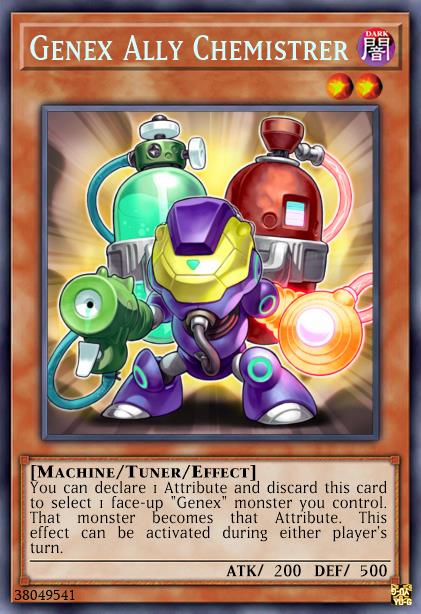 GENEX ALLY CHEMISTRER
DARK
闇
[MACHINE/TUNER/EFFECT]
You can declare 1 Attribute and discard this card
to select 1 face-up "Genex" monster you control.
That monster becomes that Attribute. This
effect can be activated during either player's
turn.
ATK/ 200 DEF/ 500
38049541